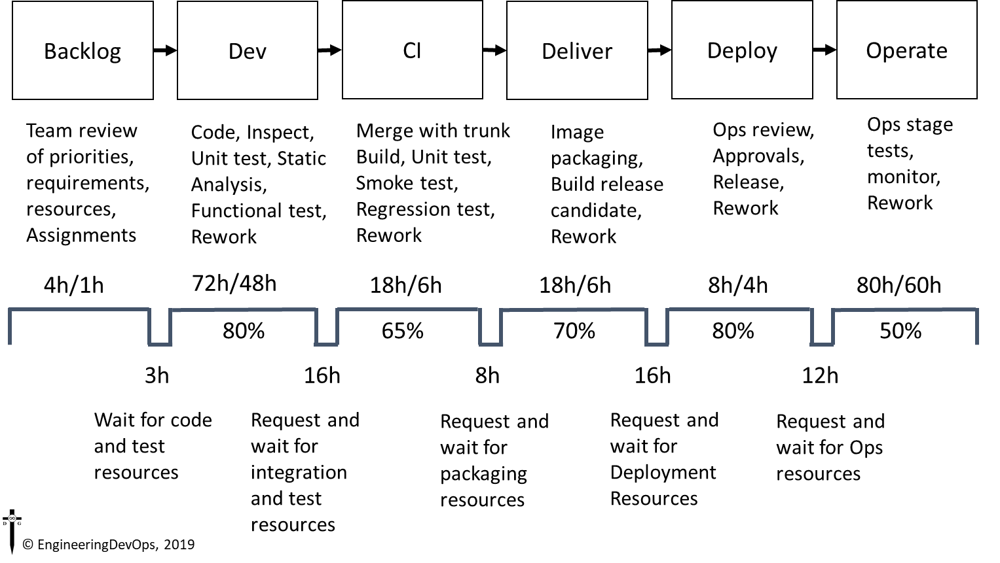 Backlog
Dev
CI
Deliver
Deploy
Operate
Team review
of priorities,
requirements,
resources,
Assignments
Code, Inspect,
Unit test, Static
Analysis,
Functional test,
Rework
Merge with trunk
Build, Unit test,
Smoke test,
Regression test,
Rework
Image
packaging,
Build release
candidate,
Rework
Ops review,
Approvals,
Release,
Rework
Ops stage
tests,
monitor,
Rework
4h/1h
72h/48h
18h/6h
18h/6h
8h/4h
80h/60h
80%
65%
70%
80%
50%
3h
16h
8h
16h
12h
Wait for code
and test
resources
Request and
wait for
integration
and test
resources
Request and
wait for
packaging
resources
Request and
wait for
Deployment
Resources
Request and
wait for Ops
resources
D G
© EngineeringDevOps, 2019